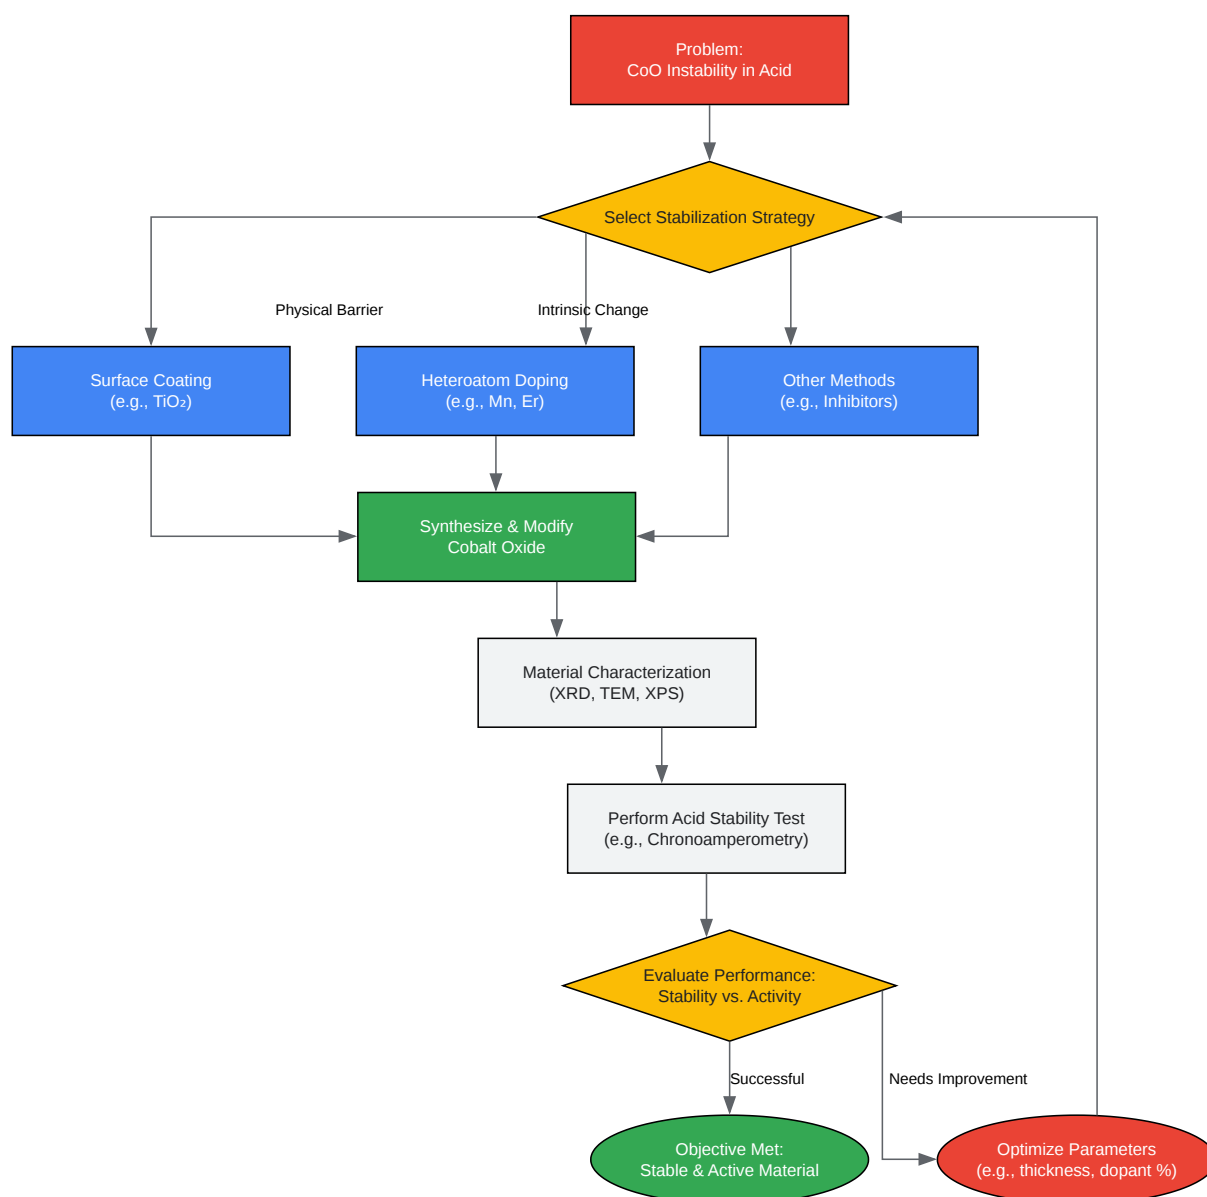 Problem:
CoO Instability in Acid
Select Stabilization Strategy
Physical Barrier
Intrinsic Change
Surface Coating
(e.g., TiO₂)
Heteroatom Doping
(e.g., Mn, Er)
Other Methods
(e.g., Inhibitors)
Synthesize & Modify
Cobalt Oxide
Material Characterization
(XRD, TEM, XPS)
Perform Acid Stability Test
(e.g., Chronoamperometry)
Evaluate Performance:
Stability vs. Activity
Successful
Needs Improvement
Objective Met:
Stable & Active Material
Optimize Parameters
(e.g., thickness, dopant %)